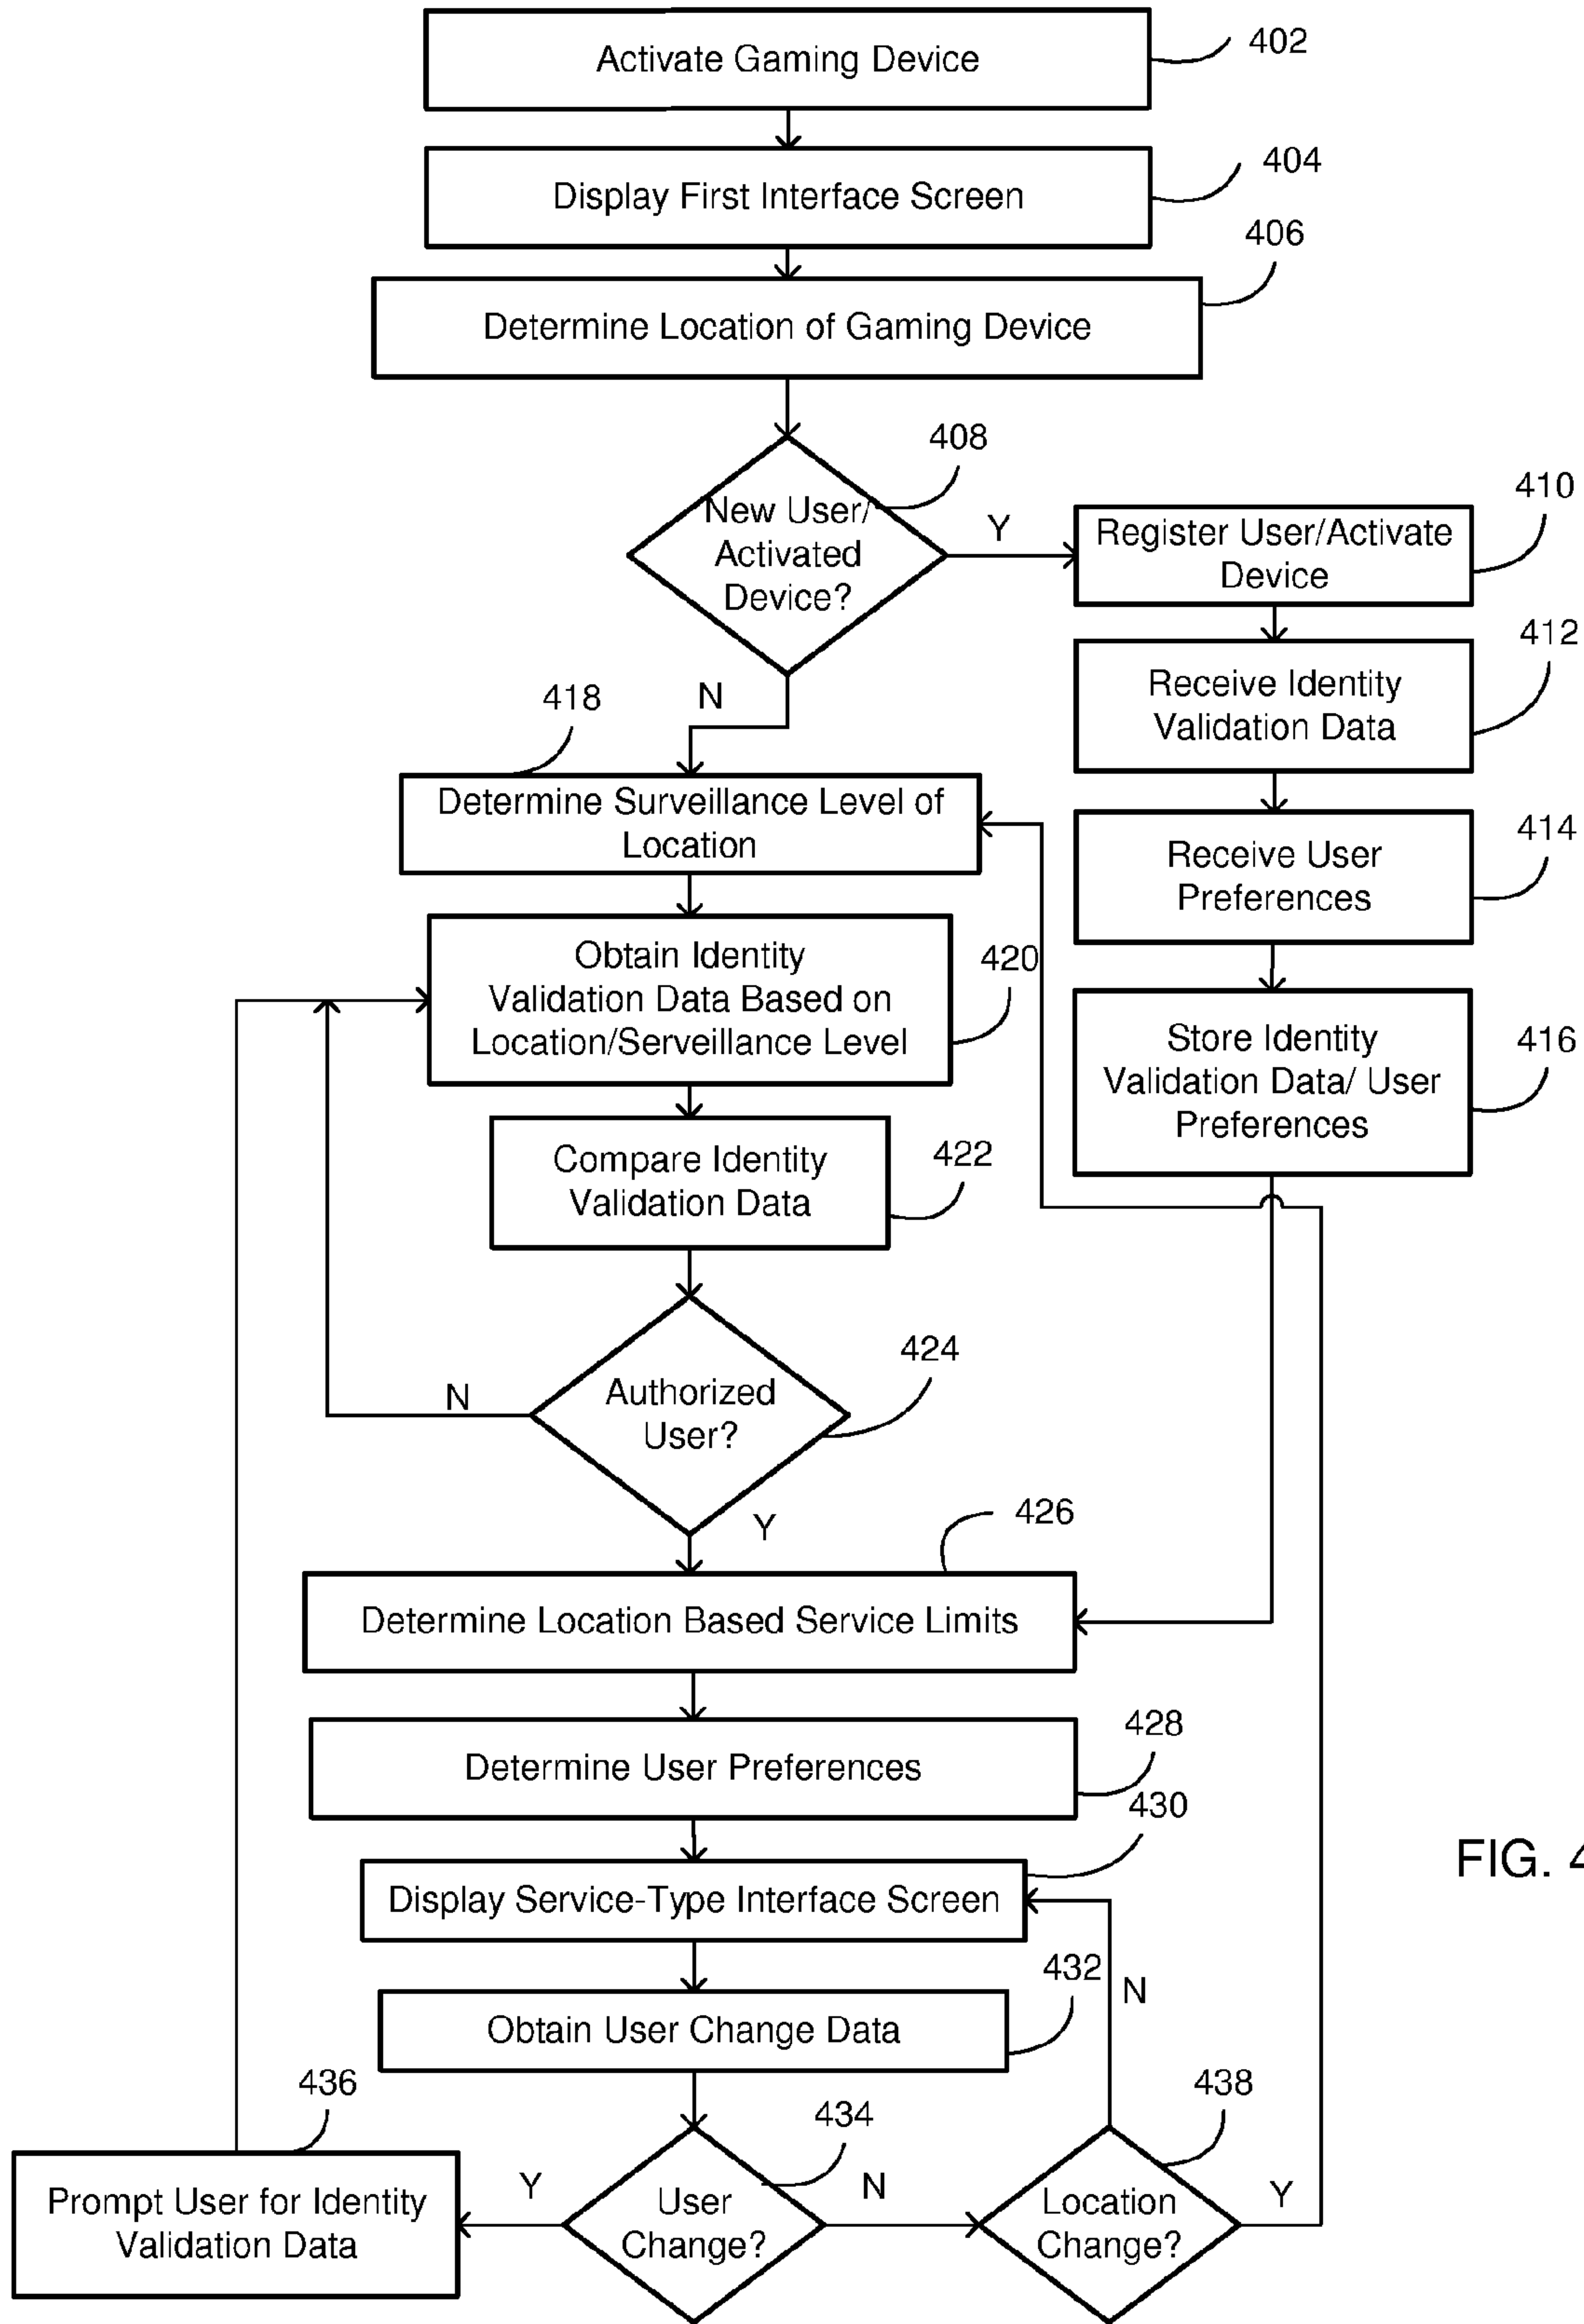 Activate Gaming Device
402
Display First Interface Screen
404
406
Determine Location of Gaming Device
408
New User/
Activated
Device?
Y
410
Register User/Activate
Device
412
Receive Identity
Validation Data
414
Receive User
Preferences
416
Store Identity
Validation Data/ User
Preferences
N
418
Determine Surveillance Level of
Location
420
Obtain Identity
Validation Data Based on
Location/Serveillance Level
422
Compare Identity
Validation Data
424
Authorized
User?
N
Y
426
Determine Location Based Service Limits
428
Determine User Preferences
430
Display Service-Type Interface Screen
432
Obtain User Change Data
N
434
User
Change?
Y
N
436
Prompt User for Identity
Validation Data
438
Location
Change?
Y
FIG. 4